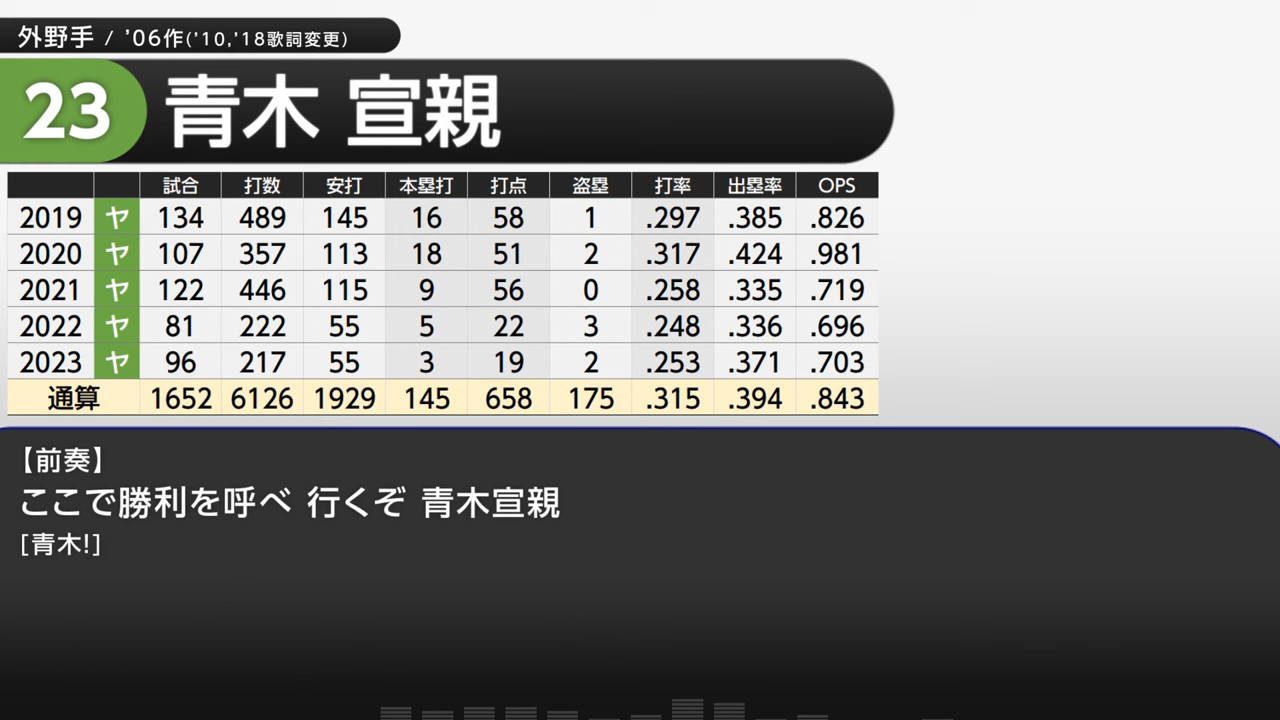 外野手 / ’06作(’10,’18歌詞変更)
23 青木 宣親
試合 打数 安打 本塁打 打点 盗塁 打率 出塁率 OPS
2019 ヤ 134 489 145 16 58 1 .297 .385 .826
2020 ヤ 107 357 113 18 51 2 .317 .424 .981
2021 ヤ 122 446 115 9 56 0 .258 .335 .719
2022 ヤ 81 222 55 5 22 3 .248 .336 .696
2023 ヤ 96 217 55 3 19 2 .253 .371 .703
通算 1652 6126 1929 145 658 175 .315 .394 .843
【前奏】
ここで勝利を呼べ 行くぞ 青木宣親
[青木!]